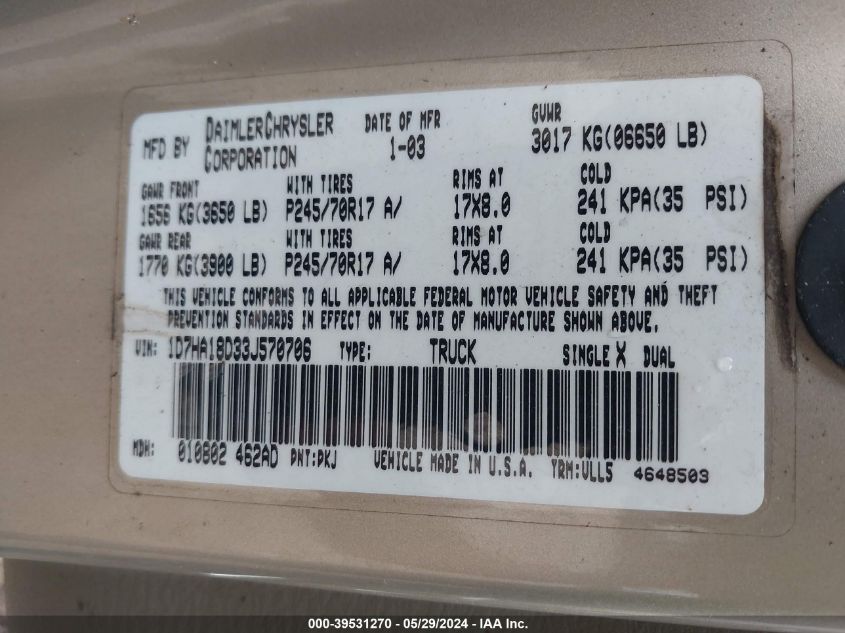 MFD BY DAIMLERCHRYSLER CORPORATION DATE OF MFR 1-03 GVWR 3017 KG(06650 LB)
GAWR FRONT WITH TIRES RIMS AT COLD
1656 KG(3650 LB) P245/70R17 A/ 17X8.0 241 KPA(35 PSI)
GAWR REAR WITH TIRES RIMS AT COLD
1770 KG(3900 LB) P245/70R17 A/ 17X8.0 241 KPA(35 PSI)
THIS VEHICLE CONFORMS TO ALL APPLICABLE FEDERAL MOTOR VEHICLE SAFETY AND THEFT
PREVENTION STANDARDS IN EFFECT ON THE DATE OF MANUFACTURE SHOWN ABOVE.
VIN: 1D7HA18D33J570706 TYPE: TRUCK SINGLE X DUAL
MDH: 010802 462AD PNT:PKJ VEHICLE MADE IN U.S.A. TRM:VLL5 4648503
000-39531270 - 05/29/2024 - IAA Inc.